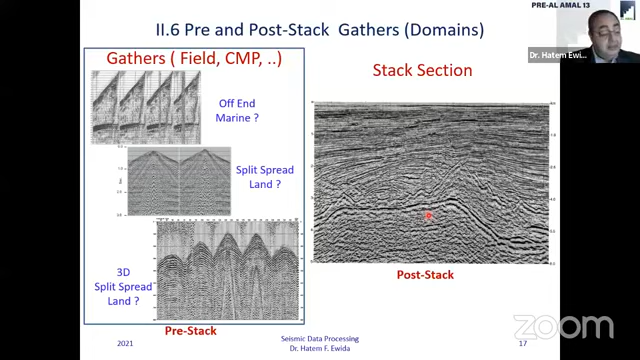 PRE-AL AMAL 13
II.6 Pre and Post-Stack Gathers (Domains)
Dr. Hatem Ewi...
Gathers ( Field, CMP, ..)
Stack Section
Off End
Marine ?
Split Spread
Land ?
3D
Split Spread
Land ?
Pre-Stack
Post-Stack
2021
Seismic Data Processing
Dr. Hatem F. Ewida
17
zoom